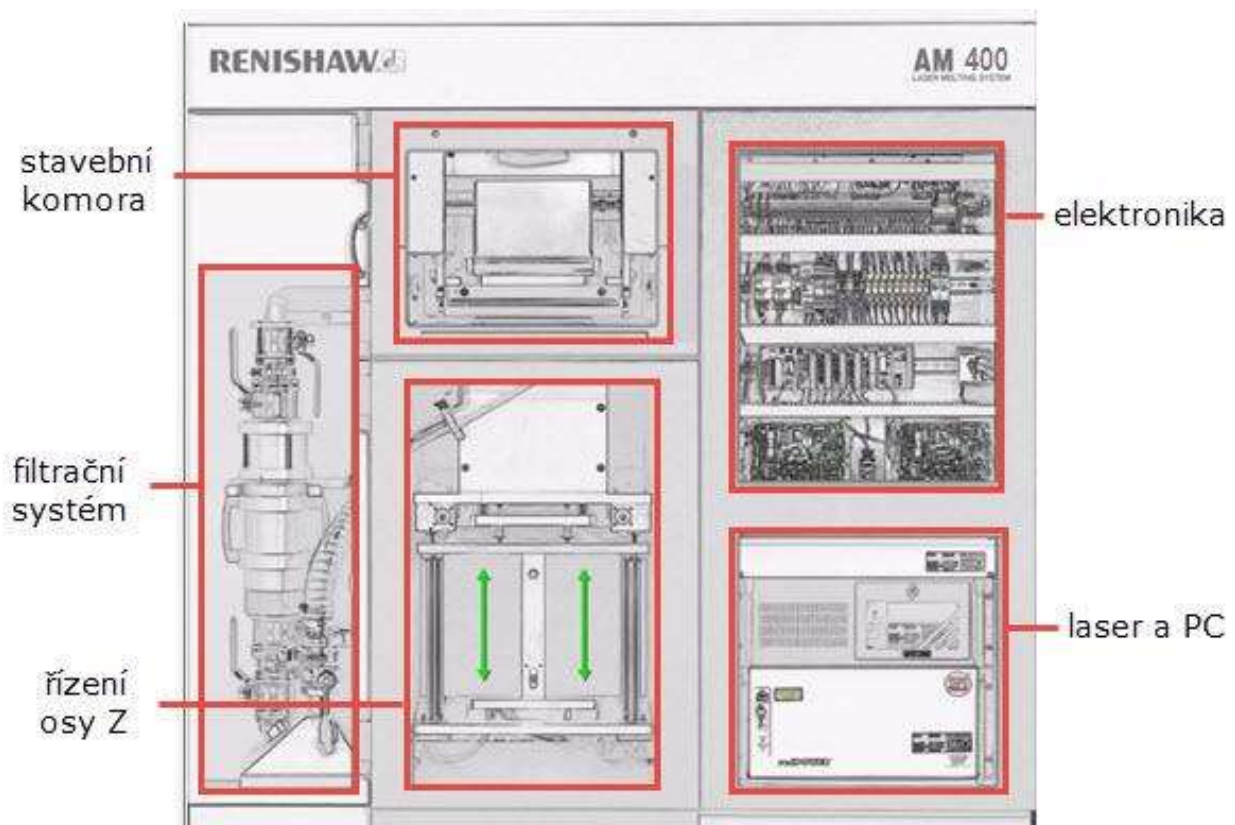 RENISHAW
AM 400
LASER MELTING SYSTEM
stavební
komora
elektronika
filtrační
systém
laser a PC
řízení
osy Z